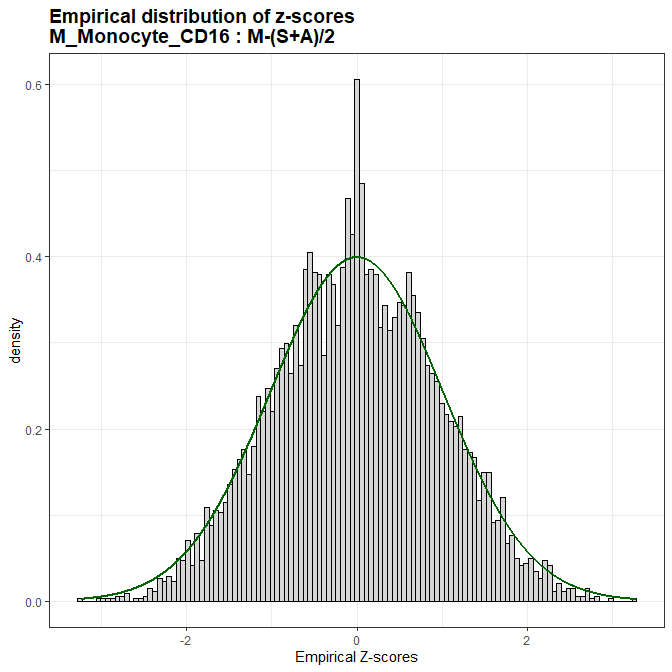 Empirical distribution of z-scores
M_Monocyte_CD16 : M-(S+A)/2
0.6
0.4
0.2
0.0
density
-2
0
2
Empirical Z-scores